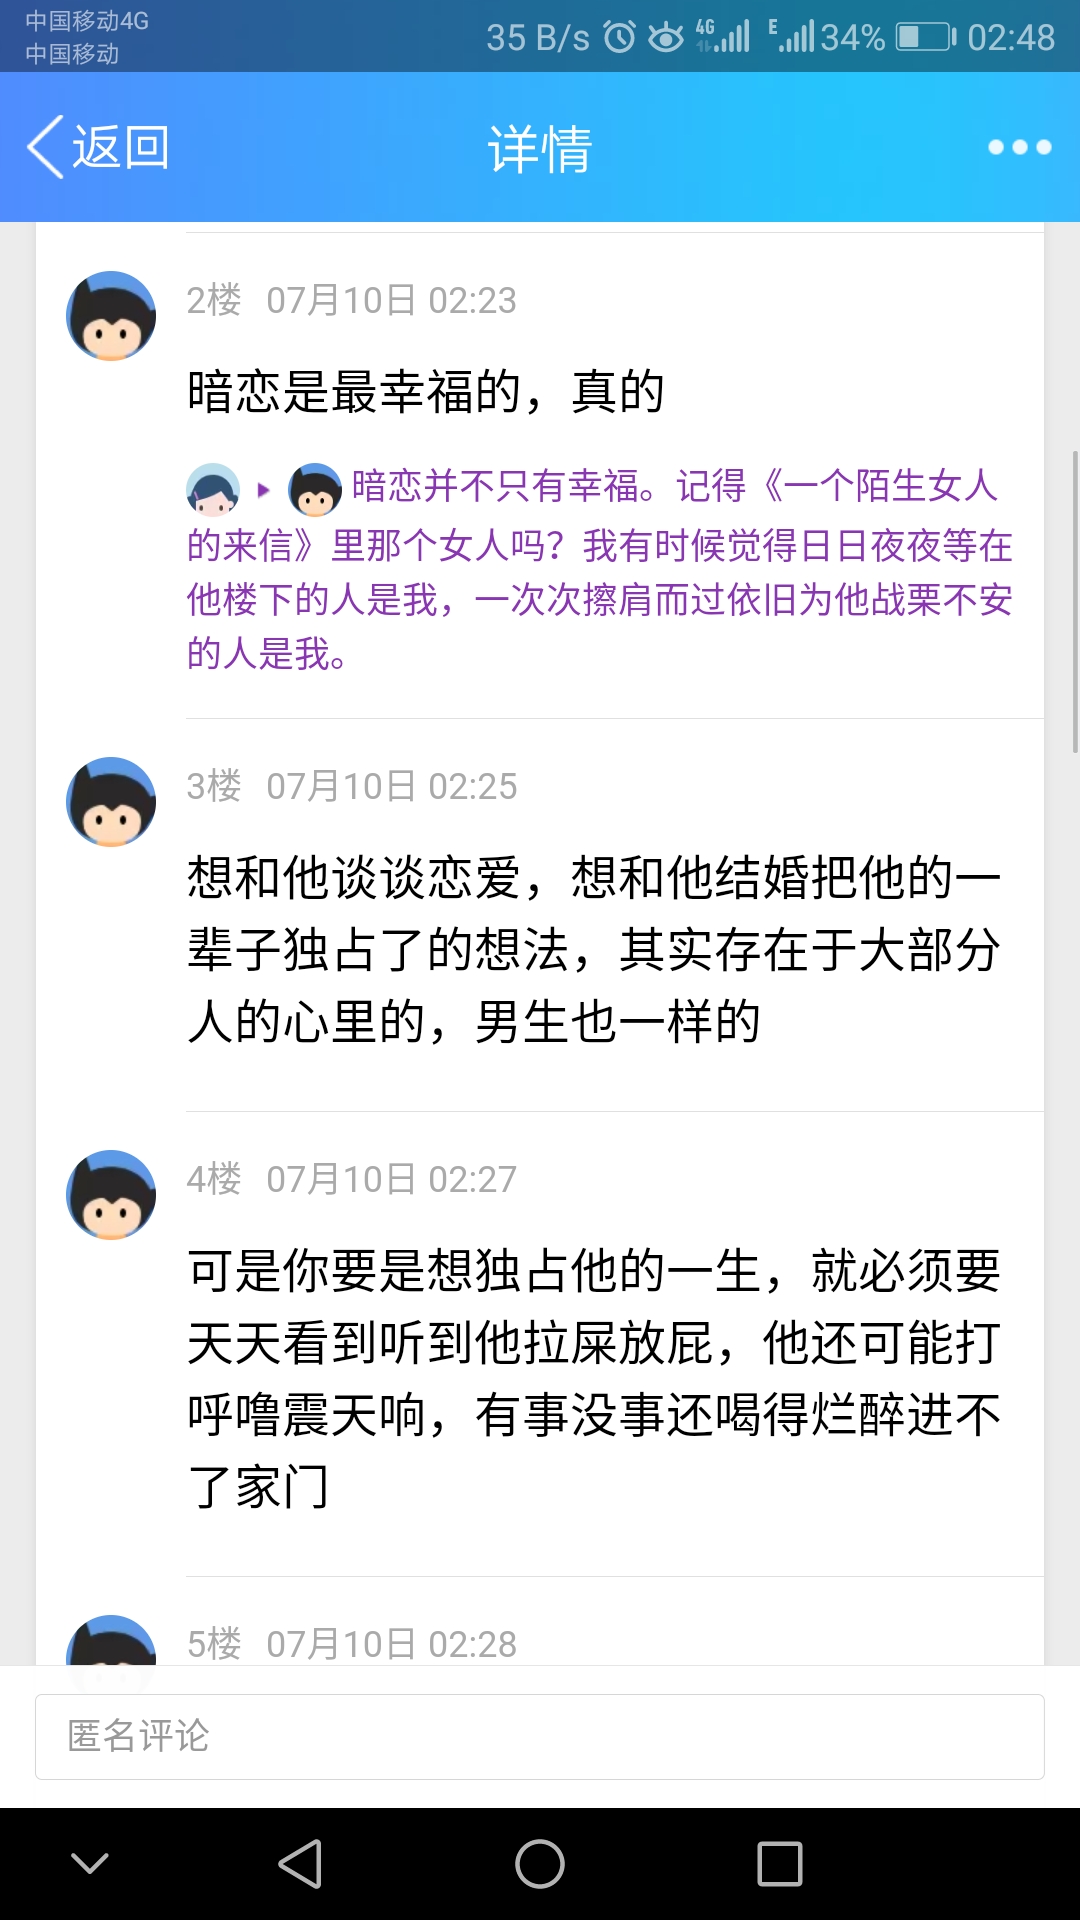 中国移动4G
中国移动
35 B/s 4G E 34% 02:48
返回 详情
2楼 07月10日 02:23
暗恋是最幸福的，真的
暗恋并不只有幸福。记得《一个陌生女人
的来信》里那个女人吗？我有时候觉得日日夜夜等在
他楼下的人是我，一次次擦肩而过依旧为他战栗不安
的人是我。
3楼 07月10日 02:25
想和他谈谈恋爱，想和他结婚把他的一
辈子独占了的想法，其实存在于大部分
人的心里的，男生也一样的
4楼 07月10日 02:27
可是你要是想独占他的一生，就必须要
天天看到听到他拉屎放屁，他还可能打
呼噜震天响，有事没事还喝得烂醉进不
了家门
5楼 07月10日 02:28
匿名评论